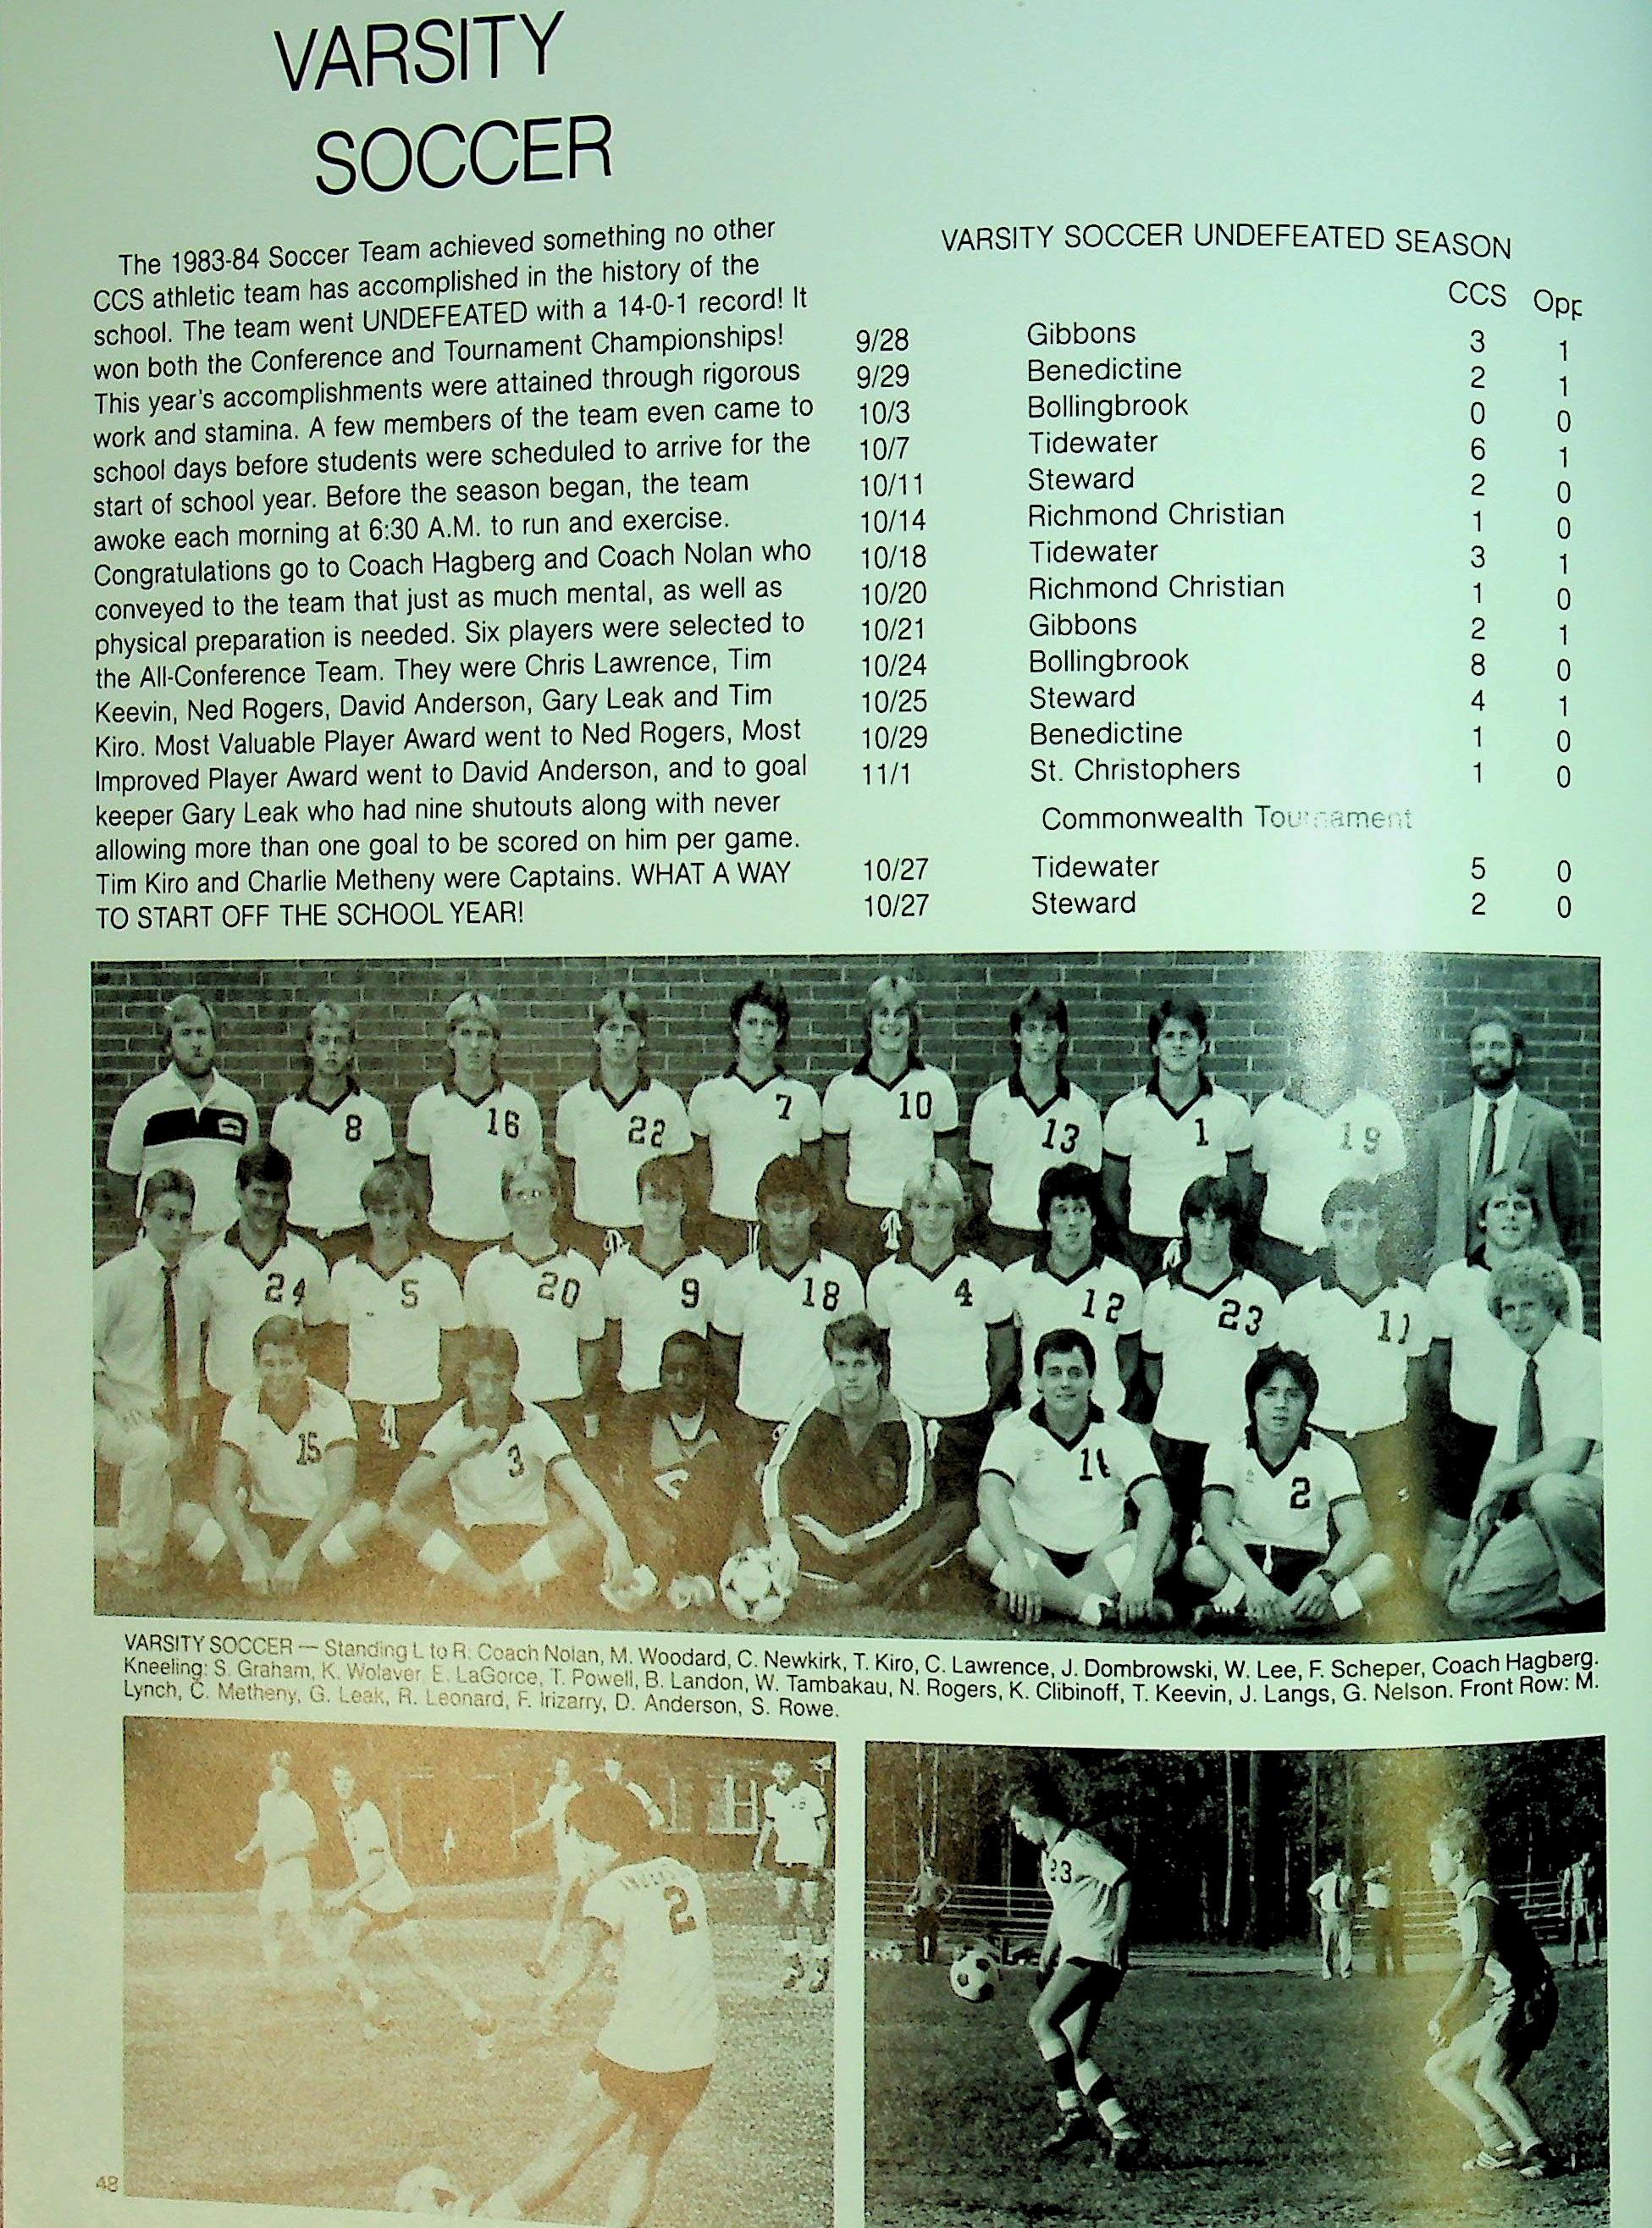 VARSITY
SOCCER
The 1983-84 Soccer Team achieved something no other
CCS athletic team has accomplished in the history of the
school. The team went UNDEFEATED with a 14-0-1 record! It
won both the Conference and Tournament Championships!
This year's accomplishments were attained through rigorous
work and stamina. A few members of the team even came to
school days before students were scheduled to arrive for the
start of school year. Before the season began, the team
awoke each morning at 6:30 A.M. to run and exercise.
Congratulations go to Coach Hagberg and Coach Nolan who
conveyed to the team that just as much mental, as well as
physical preparation is needed. Six players were selected to
the All-Conference Team. They were Chris Lawrence, Tim
Keevin, Ned Rogers, David Anderson, Gary Leak and Tim
Kiro. Most Valuable Player Award went to Ned Rogers, Most
Improved Player Award went to David Anderson, and to goal
keeper Gary Leak who had nine shutouts along with never
allowing more than one goal to be scored on him per game.
Tim Kiro and Charlie Metheny were Captains. WHAT A WAY
TO START OFF THE SCHOOL YEAR!
VARSITY SOCCER UNDEFEATED SEASON
CCS Opp
9/28 Gibbons 3 1
9/29 Benedictine 2 1
10/3 Bollingbrook 0 0
10/7 Tidewater 6 1
10/11 Steward 2 0
10/14 Richmond Christian 1 0
10/18 Tidewater 3 1
10/20 Richmond Christian 1 0
10/21 Gibbons 2 1
10/24 Bollingbrook 8 0
10/25 Steward 4 1
10/29 Benedictine 1 0
11/1 St. Christophers 1 0
Commonwealth Tournament
10/27 Tidewater 5 0
10/27 Steward 2 0
8 16 22 7 10 13 1 19
24 5 20 9 18 4 12 23 11
15 3 2
VARSITY SOCCER — Standing L to R: Coach Nolan, M. Woodard, C. Newkirk, T. Kiro, C. Lawrence, J. Dombrowski, W. Lee, F. Scheper, Coach Hagberg.
Kneeling: S. Graham, K. Wolaver, E. LaGorce, T. Powell, B. Landon, W. Tambakau, N. Rogers, K. Clibinoff, T. Keevin, J. Langs, G. Nelson. Front Row: M.
Lynch, C. Metheny, G. Leak, R. Leonard, F. Irizarry, D. Anderson, S. Rowe.
2
23
48